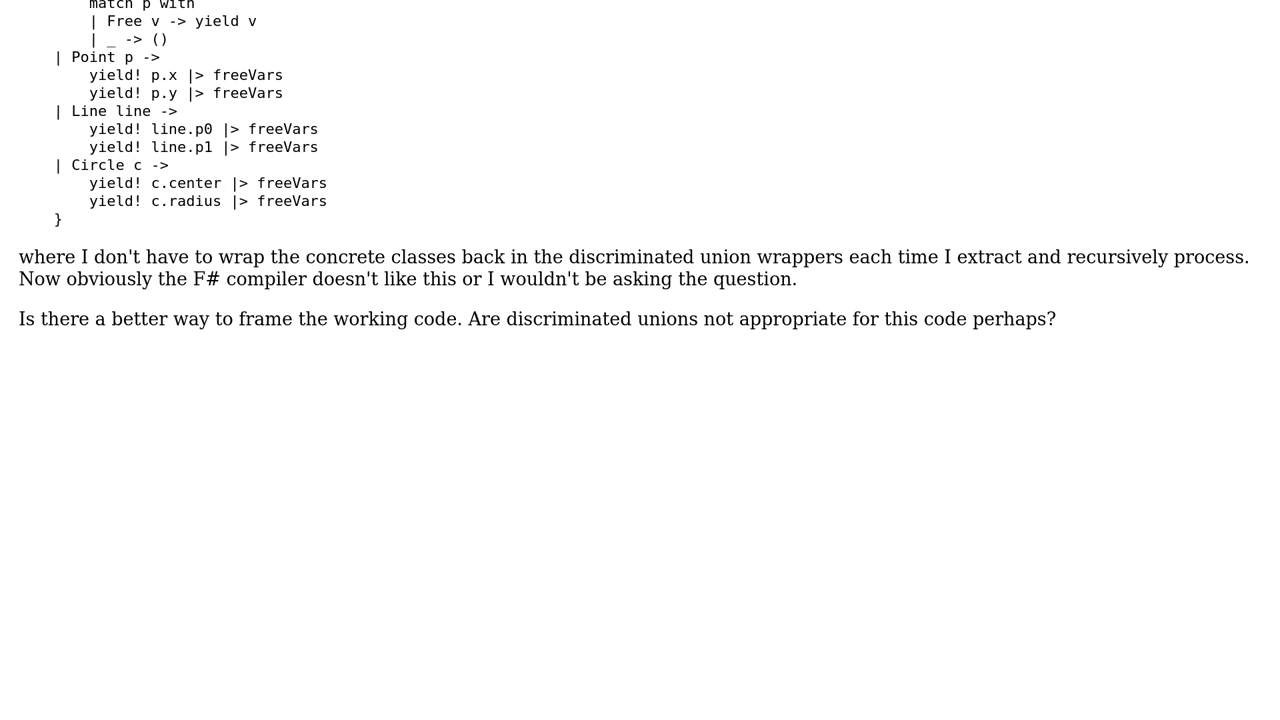 match p with
| Free v -> yield v
| _ -> ()
| Point p ->
yield! p.x |> freeVars
yield! p.y |> freeVars
| Line line ->
yield! line.p0 |> freeVars
yield! line.p1 |> freeVars
| Circle c ->
yield! c.center |> freeVars
yield! c.radius |> freeVars
}
where I don't have to wrap the concrete classes back in the discriminated union wrappers each time I extract and recursively process.
Now obviously the F# compiler doesn't like this or I wouldn't be asking the question.
Is there a better way to frame the working code. Are discriminated unions not appropriate for this code perhaps?